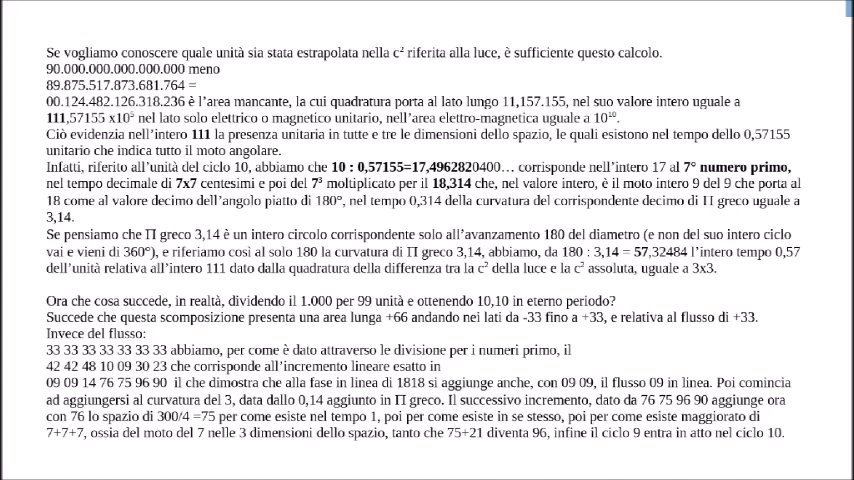 Se vogliamo conoscere quale unità sia stata estrapolata nella c² riferita alla luce, è sufficiente questo calcolo.
90.000.000.000.000.000 meno
89.875.517.873.681.764 =
00.124.482.126.318.236 è l'area mancante, la cui quadratura porta al lato lungo 11,157.155, nel suo valore intero uguale a
111,57155 x10⁵ nel lato solo elettrico o magnetico unitario, nell'area elettro-magnetica uguale a 10¹⁰.
Ciò evidenzia nell'intero 111 la presenza unitaria in tutte e tre le dimensioni dello spazio, le quali esistono nel tempo dello 0,57155
unitario che indica tutto il moto angolare.
Infatti, riferito all'unità del ciclo 10, abbiamo che 10 : 0,57155=17,4962820400… corrisponde nell'intero 17 al 7° numero primo,
nel tempo decimale di 7x7 centesimi e poi del 7³ moltiplicato per il 18,314 che, nel valore intero, è il moto intero 9 del 9 che porta al
18 come al valore decimo dell'angolo piatto di 180°, nel tempo 0,314 della curvatura del corrispondente decimo di Π greco uguale a
3,14.
Se pensiamo che Π greco 3,14 è un intero circolo corrispondente solo all'avanzamento 180 del diametro (e non del suo intero ciclo
vai e vieni di 360°), e riferiamo così al solo 180 la curvatura di Π greco 3,14, abbiamo, da 180 : 3,14 = 57,32484 l'intero tempo 0,57
dell'unità relativa all'intero 111 dato dalla quadratura della differenza tra la c² della luce e la c² assoluta, uguale a 3x3.
Ora che cosa succede, in realtà, dividendo il 1.000 per 99 unità e ottenendo 10,10 in eterno periodo?
Succede che questa scomposizione presenta una area lunga +66 andando nei lati da -33 fino a +33, e relativa al flusso di +33.
Invece del flusso:
33 33 33 33 33 33 33 abbiamo, per come è dato attraverso le divisione per i numeri primo, il
42 42 48 10 09 30 23 che corrisponde all'incremento lineare esatto in
09 09 14 76 75 96 90  il che dimostra che alla fase in linea di 1818 si aggiunge anche, con 09 09, il flusso 09 in linea. Poi comincia
ad aggiungersi al curvatura del 3, data dallo 0,14 aggiunto in Π greco. Il successivo incremento, dato da 76 75 96 90 aggiunge ora
con 76 lo spazio di 300/4 =75 per come esiste nel tempo 1, poi per come esiste in se stesso, poi per come esiste maggiorato di
7+7+7, ossia del moto del 7 nelle 3 dimensioni dello spazio, tanto che 75+21 diventa 96, infine il ciclo 9 entra in atto nel ciclo 10.